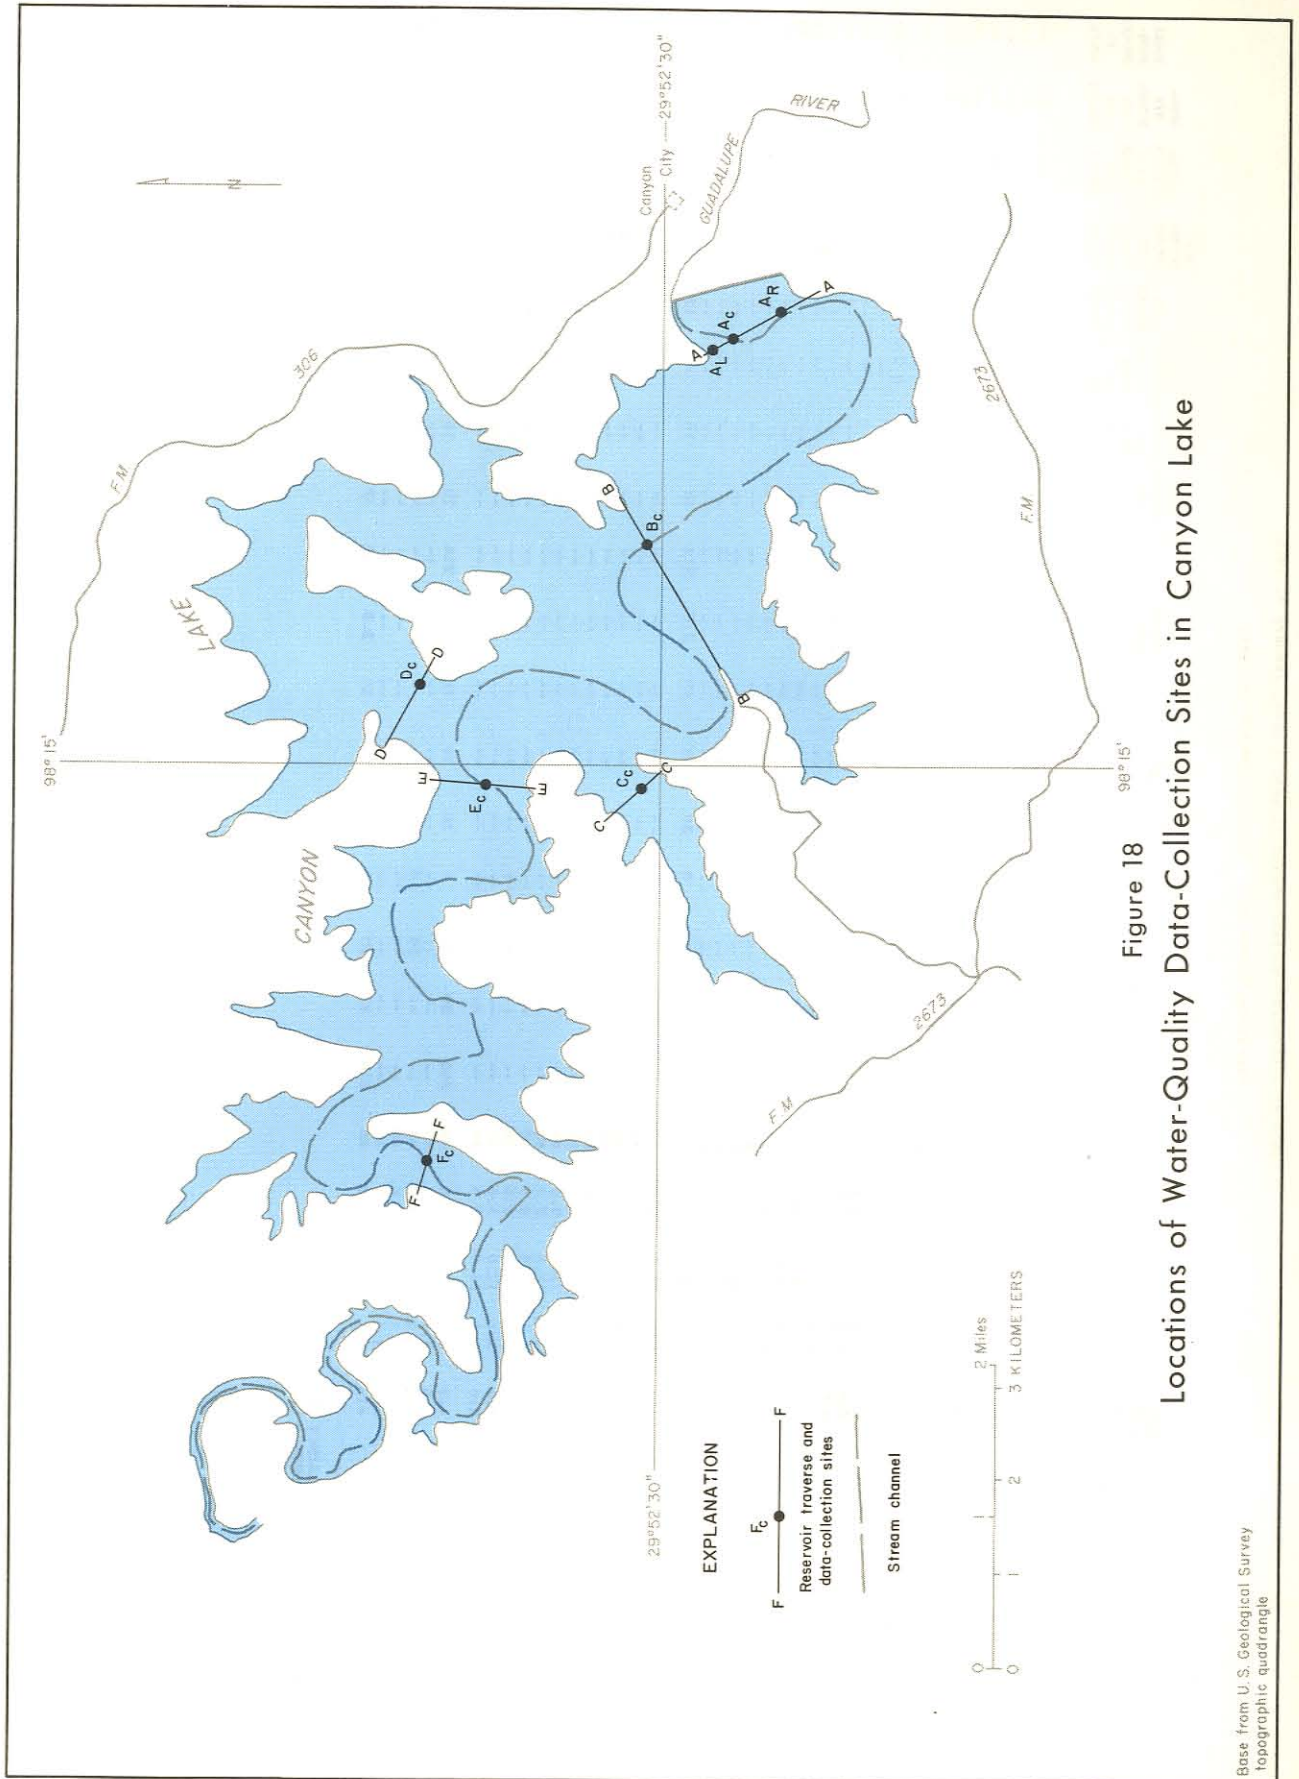 F.M
306
LAKE
CANYON
98°15'
N
Canyon
City
29°52'30"
GUADALUPE
RIVER
D
Dc
D
E
Ec
E
F
Fc
F
B
Bc
B
C
Cc
C
A
AL
Ac
AR
A
29°52'30"
98°15'
F.M
2673
F.M
2673
EXPLANATION
Fc
F
F
Reservoir traverse and
data-collection sites
Stream channel
0 1 2 Miles
0 1 2 3 KILOMETERS
Figure 18
Locations of Water-Quality Data-Collection Sites in Canyon Lake
Base from U.S. Geological Survey
topographic quadrangle